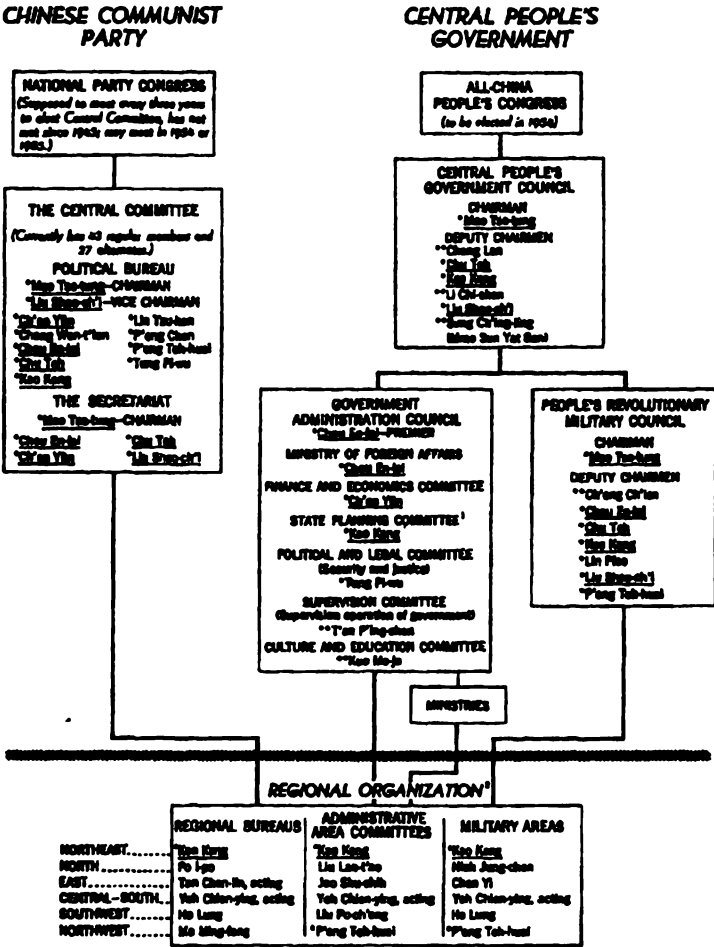 CHINESE COMMUNIST
PARTY
NATIONAL PARTY CONGRESS
(Supposed to meet every three years
to elect Central Committee, has not
met since 1945; may meet in 1954 or
THE CENTRAL COMMITTEE
(Currently has 43 regular members and
27 alternates.)
POLITICAL BUREAU
*Mao Tse-tung—CHAIRMAN
*Liu Shao-ch'i—VICE CHAIRMAN
*Ch'en Yün *Lin Tsu-han
*Chang Wen-t'ien *P'eng Chen
*Chou En-lai *P'eng Teh-huai
*Chu Teh *Tung Pi-wu
*Kao Kang
THE SECRETARIAT
*Mao Tse-tung—CHAIRMAN
*Chou En-lai *Chu Teh
*Ch'en Yün *Liu Shao-ch'i
CENTRAL PEOPLE'S
GOVERNMENT
ALL-CHINA
PEOPLE'S CONGRESS
(to be elected in 1954)
CENTRAL PEOPLE'S
GOVERNMENT COUNCIL
CHAIRMAN
*Mao Tse-tung
DEPUTY CHAIRMEN
**Chang Lan
*Chu Teh
*Kao Kang
**Li Chi-shen
*Liu Shao-ch'i
**Sung Ch'ing-ling
Sun Yat Sen)
GOVERNMENT
ADMINISTRATION COUNCIL
*Chou En-lai—PREMIER
MINISTRY OF FOREIGN AFFAIRS
*Chou En-lai
FINANCE AND ECONOMICS COMMITTEE
*Ch'en Yün
STATE PLANNING COMMITTEE¹
*Kao Kang
POLITICAL AND LEGAL COMMITTEE
(Security and justice)
*Tung Pi-wu
SUPERVISION COMMITTEE
(Supervision operation of government)
**T'an P'ing-shan
CULTURE AND EDUCATION COMMITTEE
**Kuo Mo-jo
PEOPLE'S REVOLUTIONARY
MILITARY COUNCIL
CHAIRMAN
*Mao Tse-tung
DEPUTY CHAIRMEN
**Ch'eng Ch'ien
*Chou En-lai
*Chu Teh
*Kao Kang
*Lin Piao
*Liu Shao-ch'i
*P'eng Teh-huai
MINISTRIES
REGIONAL ORGANIZATION²
REGIONAL BUREAUS ADMINISTRATIVE AREA COMMITTEES MILITARY AREAS
NORTHEAST........ *Kao Kang *Kao Kang *Kao Kang
NORTH............ Po I-po Liu Lan-t'ao Nieh Jung-chen
EAST.............. Tan Chen-lin, acting Jao Shu-shih Chen Yi
CENTRAL-SOUTH.. Yeh Chien-ying, acting Yeh Chien-ying, acting Yeh Chien-ying, acting
SOUTHWEST....... Ho Lung Liu Po-ch'eng Ho Lung
NORTHWEST....... Ma Ming-fang *P'eng Teh-huai *P'eng Teh-huai